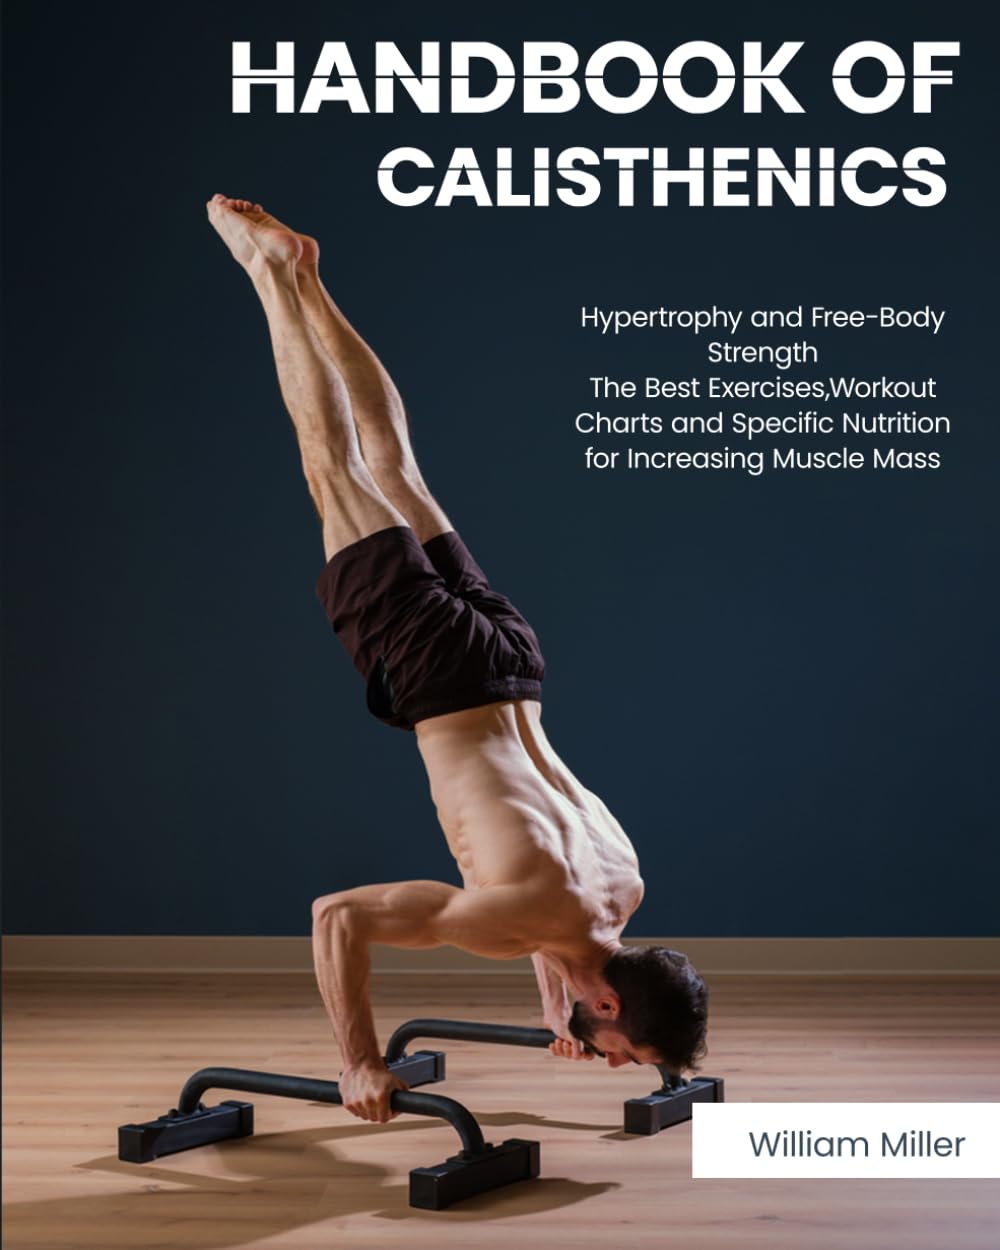 HANDBOOK OF
CALISTHENICS
Hypertrophy and Free-Body
Strength
The Best Exercises,Workout
Charts and Specific Nutrition
for Increasing Muscle Mass
William Miller